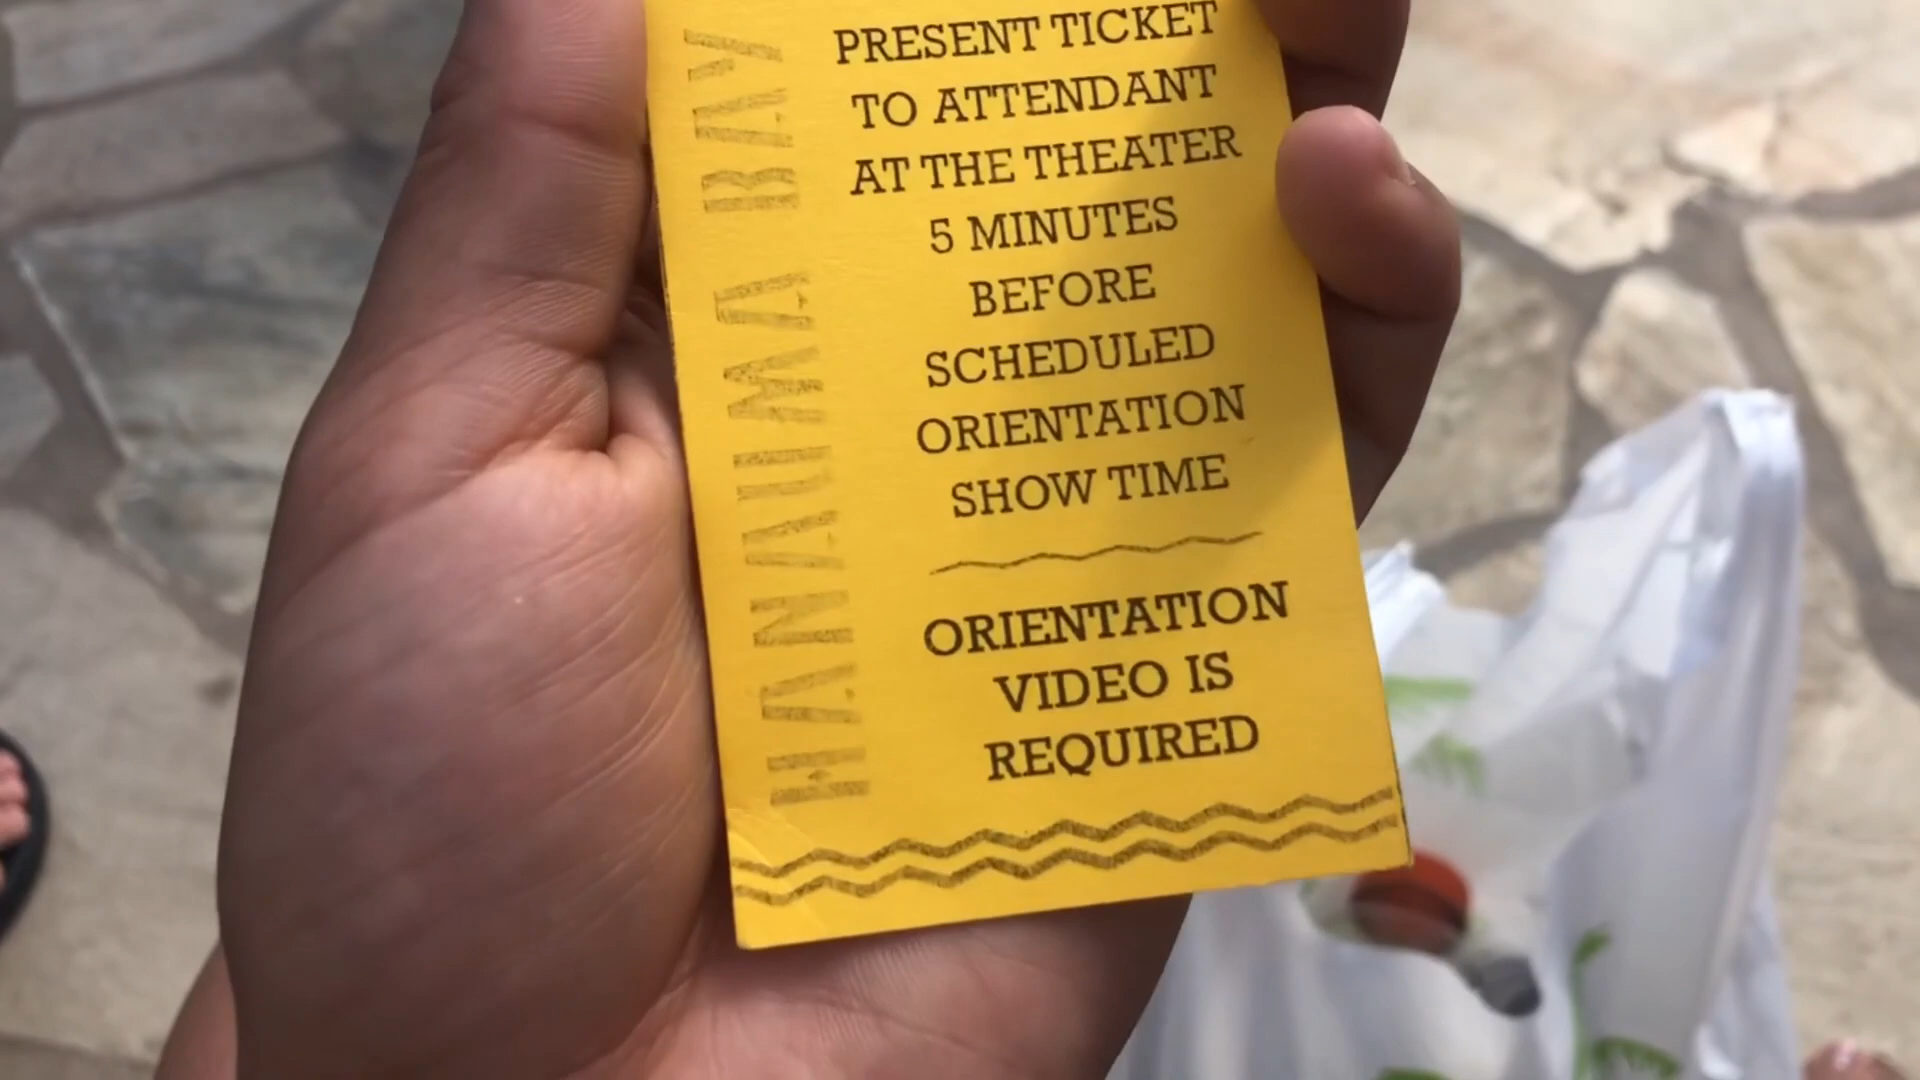 HANAUMA BAY
PRESENT TICKET
TO ATTENDANT
AT THE THEATER
5 MINUTES
BEFORE
SCHEDULED
ORIENTATION
SHOW TIME
ORIENTATION
VIDEO IS
REQUIRED